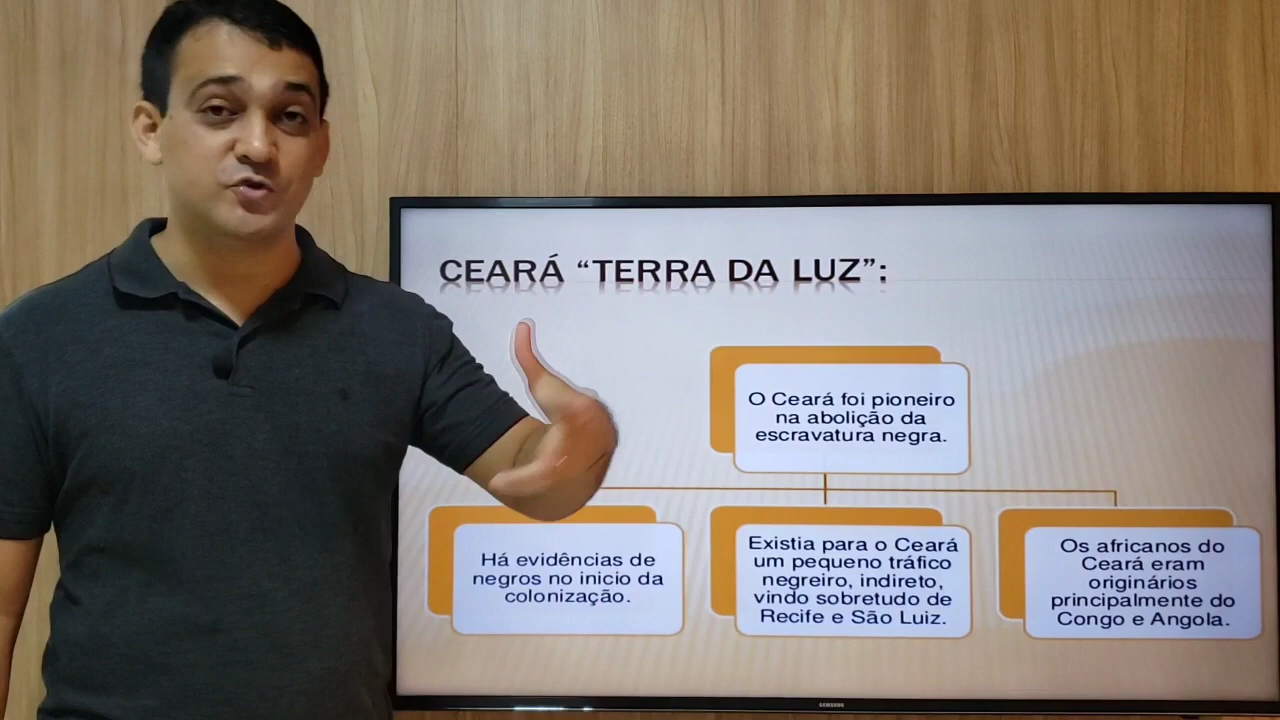 CEARÁ “TERRA DA LUZ”:
O Ceará foi pioneiro
na abolição da
escravatura negra.
Há evidências de
negros no inicio da
colonização.
Existia para o Ceará
um pequeno tráfico
negreiro, indireto,
vindo sobretudo de
Recife e São Luiz.
Os africanos do
Ceará eram
originários
principalmente do
Congo e Angola.
SAMSUNG